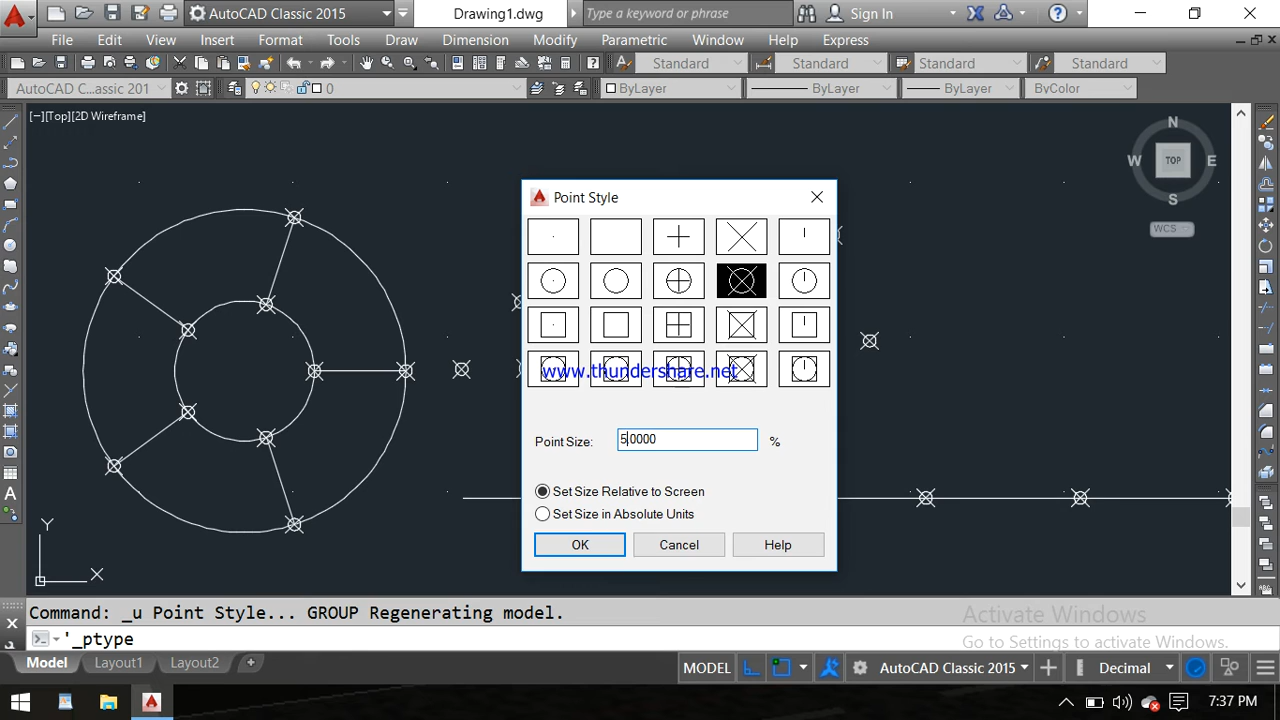 AutoCAD Classic 2015
Drawing1.dwg
Type a keyword or phrase
Sign In
File Edit View Insert Format Tools Draw Dimension Modify Parametric Window Help Express
Standard Standard Standard Standard
AutoCAD C...assic 201 0 ByLayer ByLayer ByLayer ByColor
[−][Top][2D Wireframe]
N
W TOP E
S
WCS
Point Style
www.thundershare.net
Point Size: 5.0000 %
Set Size Relative to Screen
Set Size in Absolute Units
OK Cancel Help
Y
X
Command: _u Point Style... GROUP Regenerating model.
'_ptype
Activate Windows
Go to Settings to activate Windows.
Model Layout1 Layout2
MODEL AutoCAD Classic 2015 Decimal
A
7:37 PM